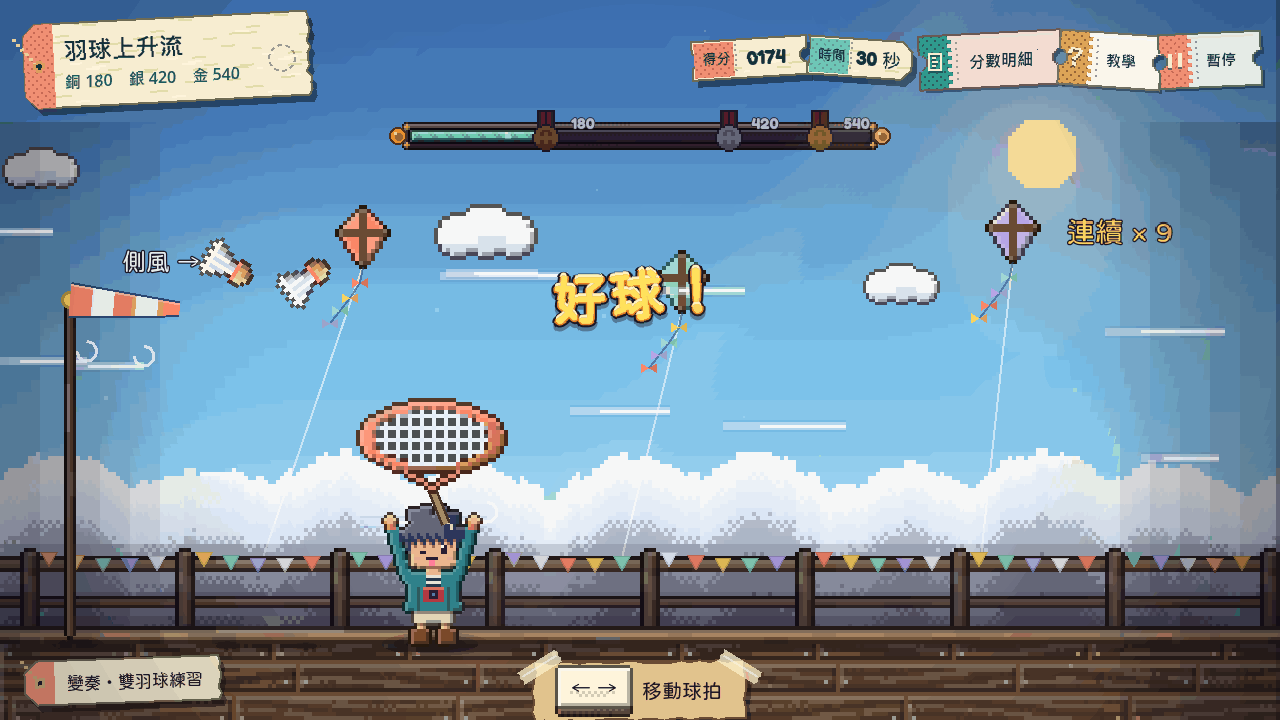 羽球上升流
銅 180 銀 420 金 540
得分 0174 時間 30 秒
分數明細
教學
暫停
180 420 540
側風 →
連續 × 9
好球!
變奏・雙羽球練習
← → 移動球拍